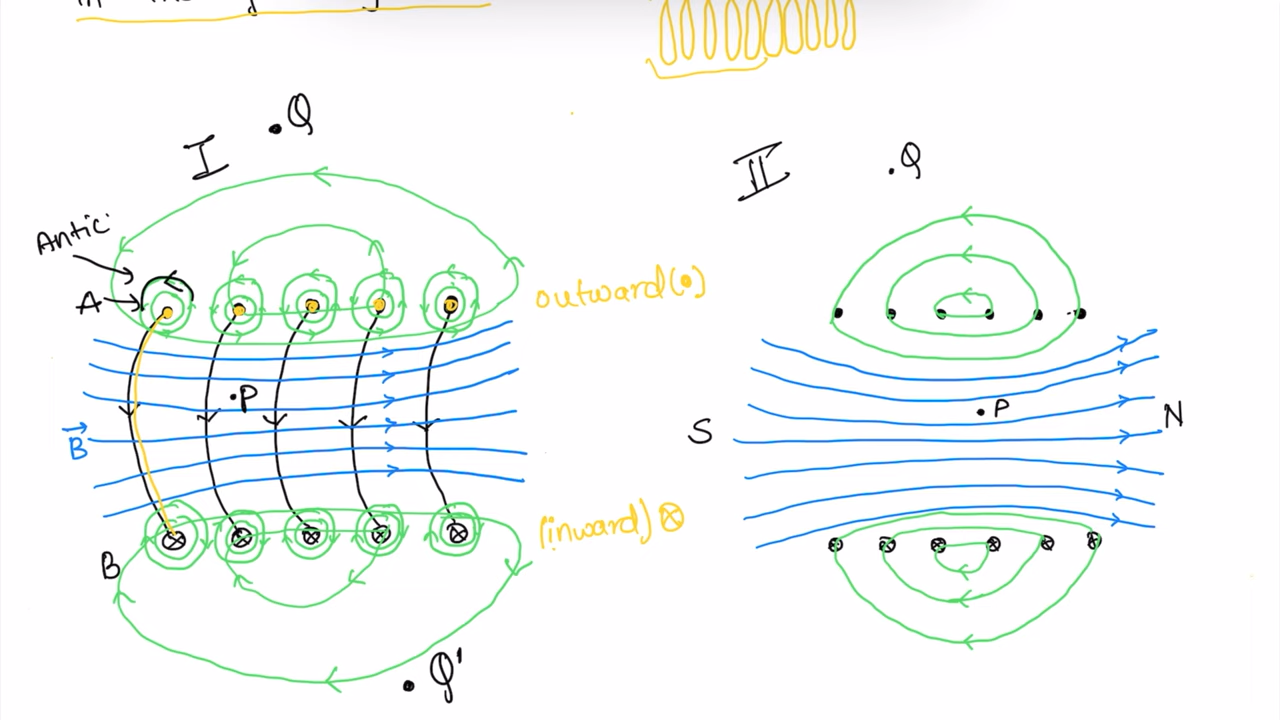 I
.Q
Antic
A
outward(•)
.P
B
(inward) ⊗
B
.Q'
II
.Q
S
.P
N